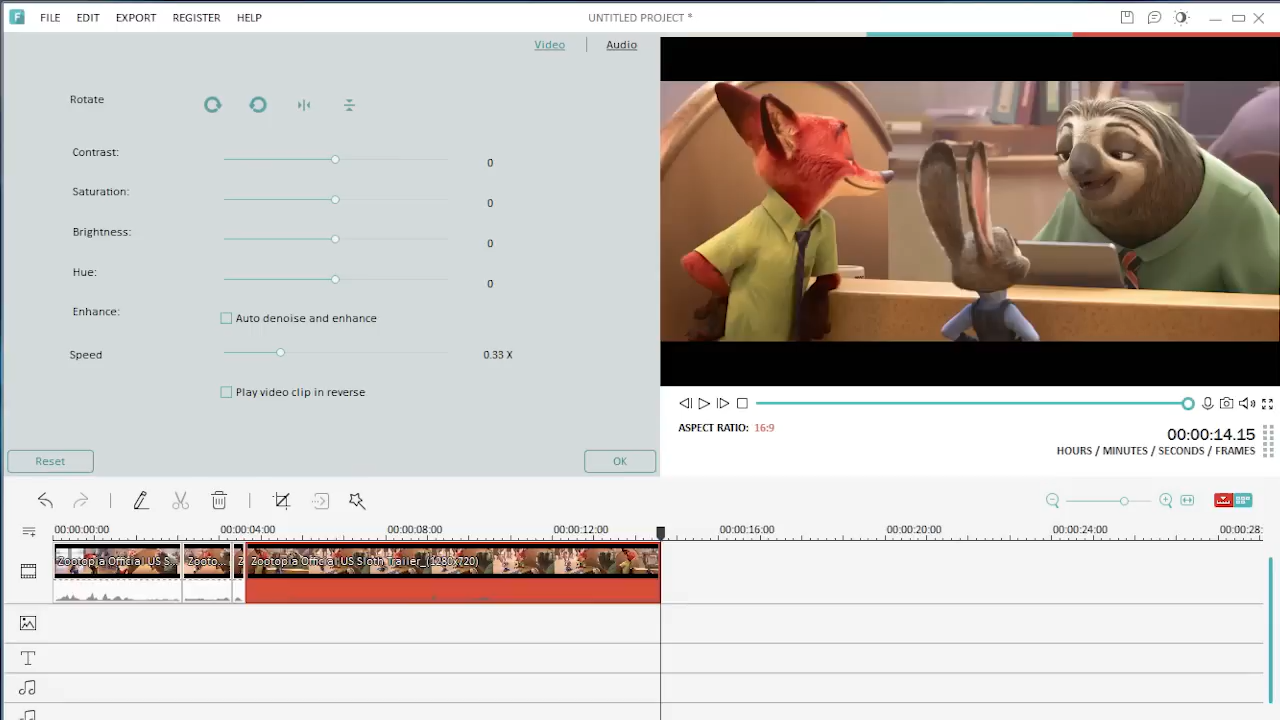 FILE EDIT EXPORT REGISTER HELP UNTITLED PROJECT *
Video Audio
Rotate
Contrast: 0
Saturation: 0
Brightness: 0
Hue: 0
Enhance: Auto denoise and enhance
Speed 0.33 X
Play video clip in reverse
Reset OK
ASPECT RATIO: 16:9
00:00:14.15
HOURS / MINUTES / SECONDS / FRAMES
00:00:00:00 00:00:04:00 00:00:08:00 00:00:12:00 00:00:16:00 00:00:20:00 00:00:24:00 00:00:28:
Zootopia Official US S... Zooto... Z Zootopia Official US Sloth Trailer_(1280x720)